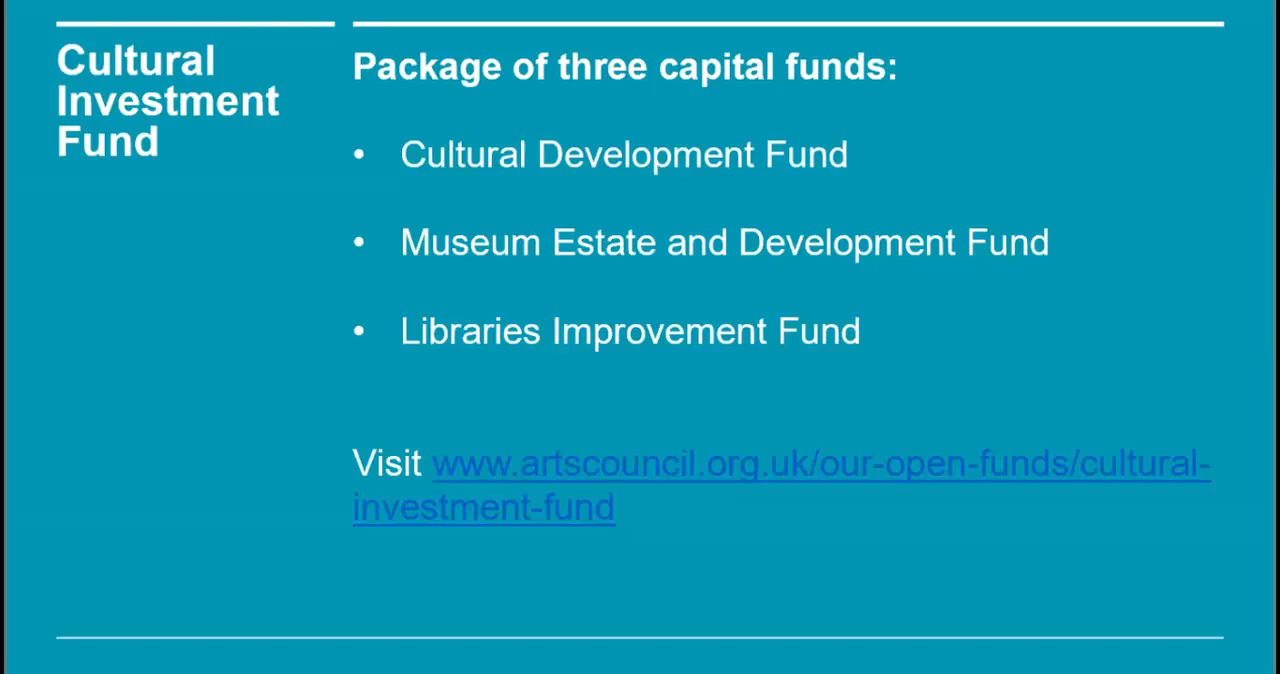 Cultural
Investment
Fund
Package of three capital funds:
• Cultural Development Fund
• Museum Estate and Development Fund
• Libraries Improvement Fund
Visit www.artscouncil.org.uk/our-open-funds/cultural-
investment-fund